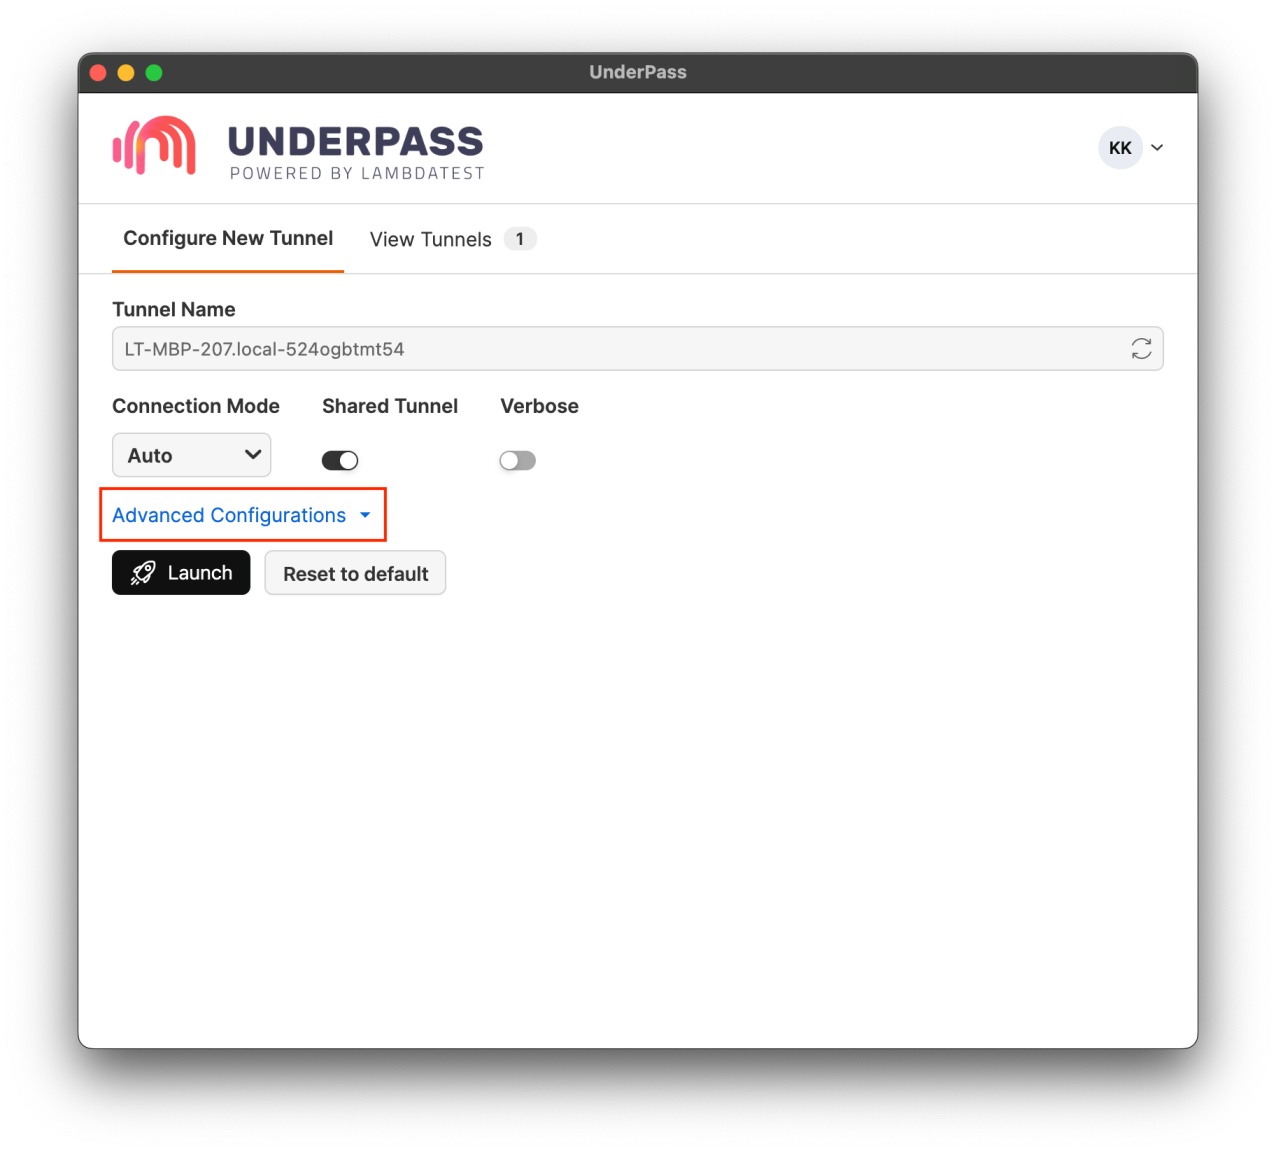 UnderPass
UNDERPASS
POWERED BY LAMBDATEST
KK
Configure New Tunnel View Tunnels 1
Tunnel Name
LT-MBP-207.local-524ogbtmt54
Connection Mode Shared Tunnel Verbose
Auto
Advanced Configurations
Launch Reset to default